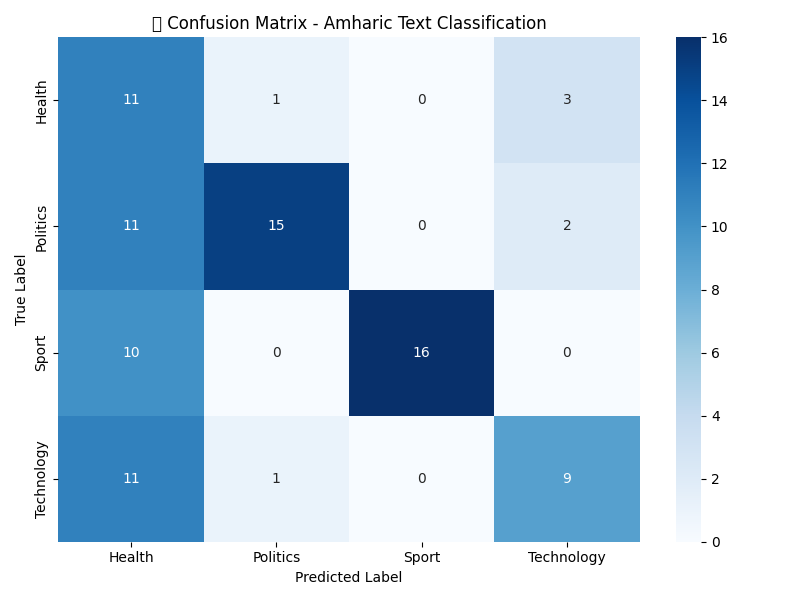 ▯ Confusion Matrix - Amharic Text Classification
16
Health 11 1 0 3
14
12
Politics 11 15 0 2
10
True Label
8
Sport 10 0 16 0
6
4
Technology 11 1 0 9
2
0
Health Politics Sport Technology
Predicted Label